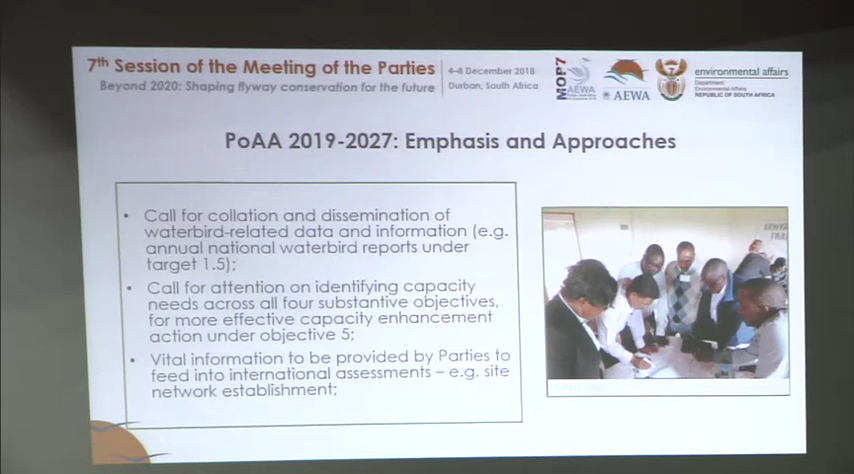 7th Session of the Meeting of the Parties
4–8 December 2018
Beyond 2020: Shaping flyway conservation for the future
Durban, South Africa
MOP7
AEWA
AEWA
environmental affairs
Department:
Environmental Affairs
REPUBLIC OF SOUTH AFRICA
PoAA 2019-2027: Emphasis and Approaches
• Call for collation and dissemination of
waterbird-related data and information (e.g.
annual national waterbird reports under
target 1.5);
• Call for attention on identifying capacity
needs across all four substantive objectives,
for more effective capacity enhancement
action under objective 5;
• Vital information to be provided by Parties to
feed into international assessments – e.g. site
network establishment;